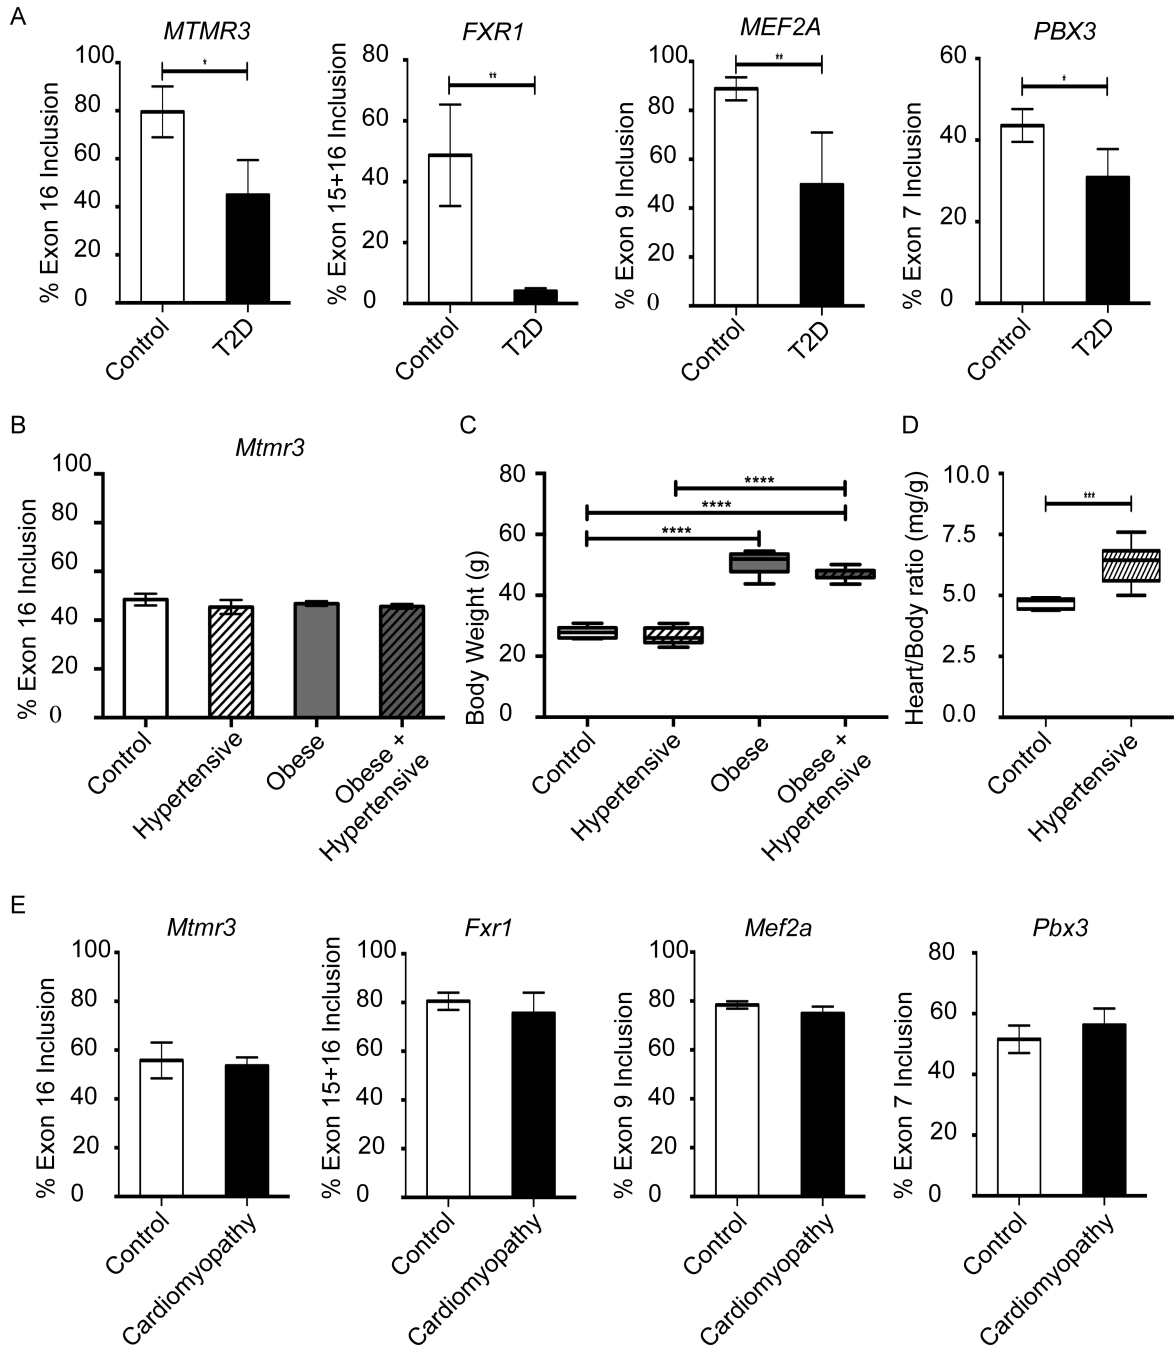 A
MTMR3
% Exon 16 Inclusion
100
80
60
40
20
0
*
Control
T2D
FXR1
% Exon 15+16 Inclusion
80
60
40
20
0
**
Control
T2D
MEF2A
% Exon 9 Inclusion
100
80
60
40
20
0
**
Control
T2D
PBX3
% Exon 7 Inclusion
60
40
20
0
*
Control
T2D
B
Mtmr3
% Exon 16 Inclusion
100
80
60
40
20
0
Control
Hypertensive
Obese
Obese +
Hypertensive
C
Body Weight (g)
80
60
40
20
0
****
****
****
Control
Hypertensive
Obese
Obese +
Hypertensive
D
Heart/Body ratio (mg/g)
10.0
7.5
5.0
2.5
0.0
***
Control
Hypertensive
E
Mtmr3
% Exon 16 Inclusion
100
80
60
40
20
0
Control
Cardiomyopathy
Fxr1
% Exon 15+16 Inclusion
100
80
60
40
20
0
Control
Cardiomyopathy
Mef2a
% Exon 9 Inclusion
100
80
60
40
20
0
Control
Cardiomyopathy
Pbx3
% Exon 7 Inclusion
80
60
40
20
0
Control
Cardiomyopathy